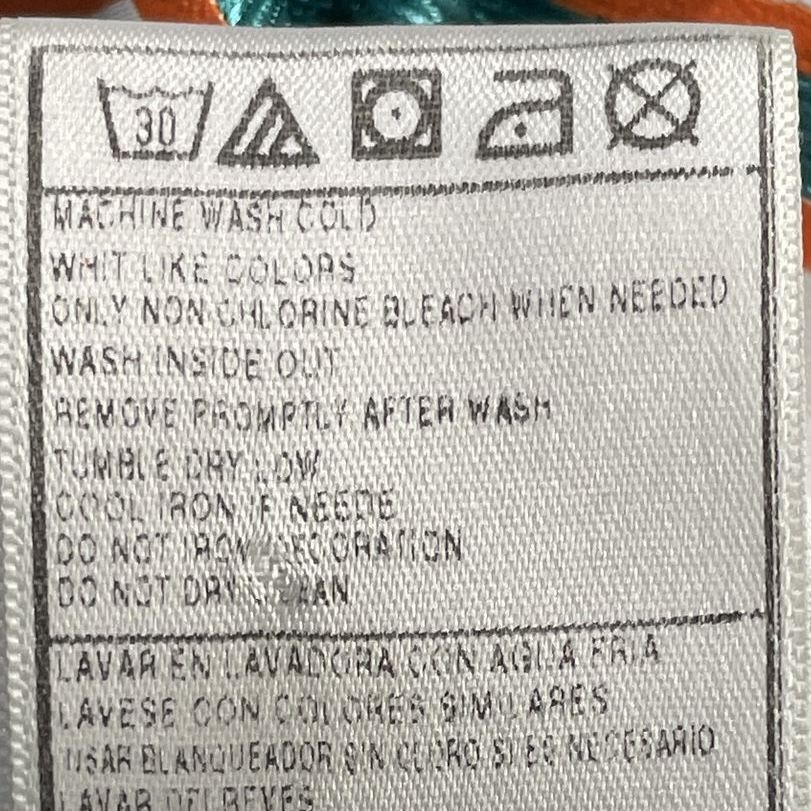 30
MACHINE WASH COLD
WHIT LIKE COLORS
ONLY NON CHLORINE BLEACH WHEN NEEDED
WASH INSIDE OUT
REMOVE PROMPTLY AFTER WASH
TUMBLE DRY LOW
COOL IRON IF NEEDE
DO NOT IRON DECORATION
DO NOT DRY CLEAN
LAVAR EN LAVADORA CON AGUA FRIA
LAVESE CON COLORES SIMILARES
USAR BLANQUEADOR SIN CLORO SI ES NECESARIO
LAVAR DEL REVES